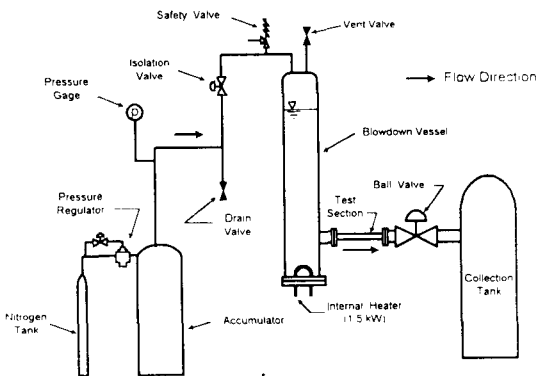 Safety Valve
Vent Valve
Isolation
Valve
Flow Direction
Pressure
Gage
Blowdown Vessel
Ball Valve
Pressure
Regulator
Test
Section
Drain
Valve
Collection
Tank
Nitrogen
Tank
Accumulator
Internal Heater
(1.5 kW)